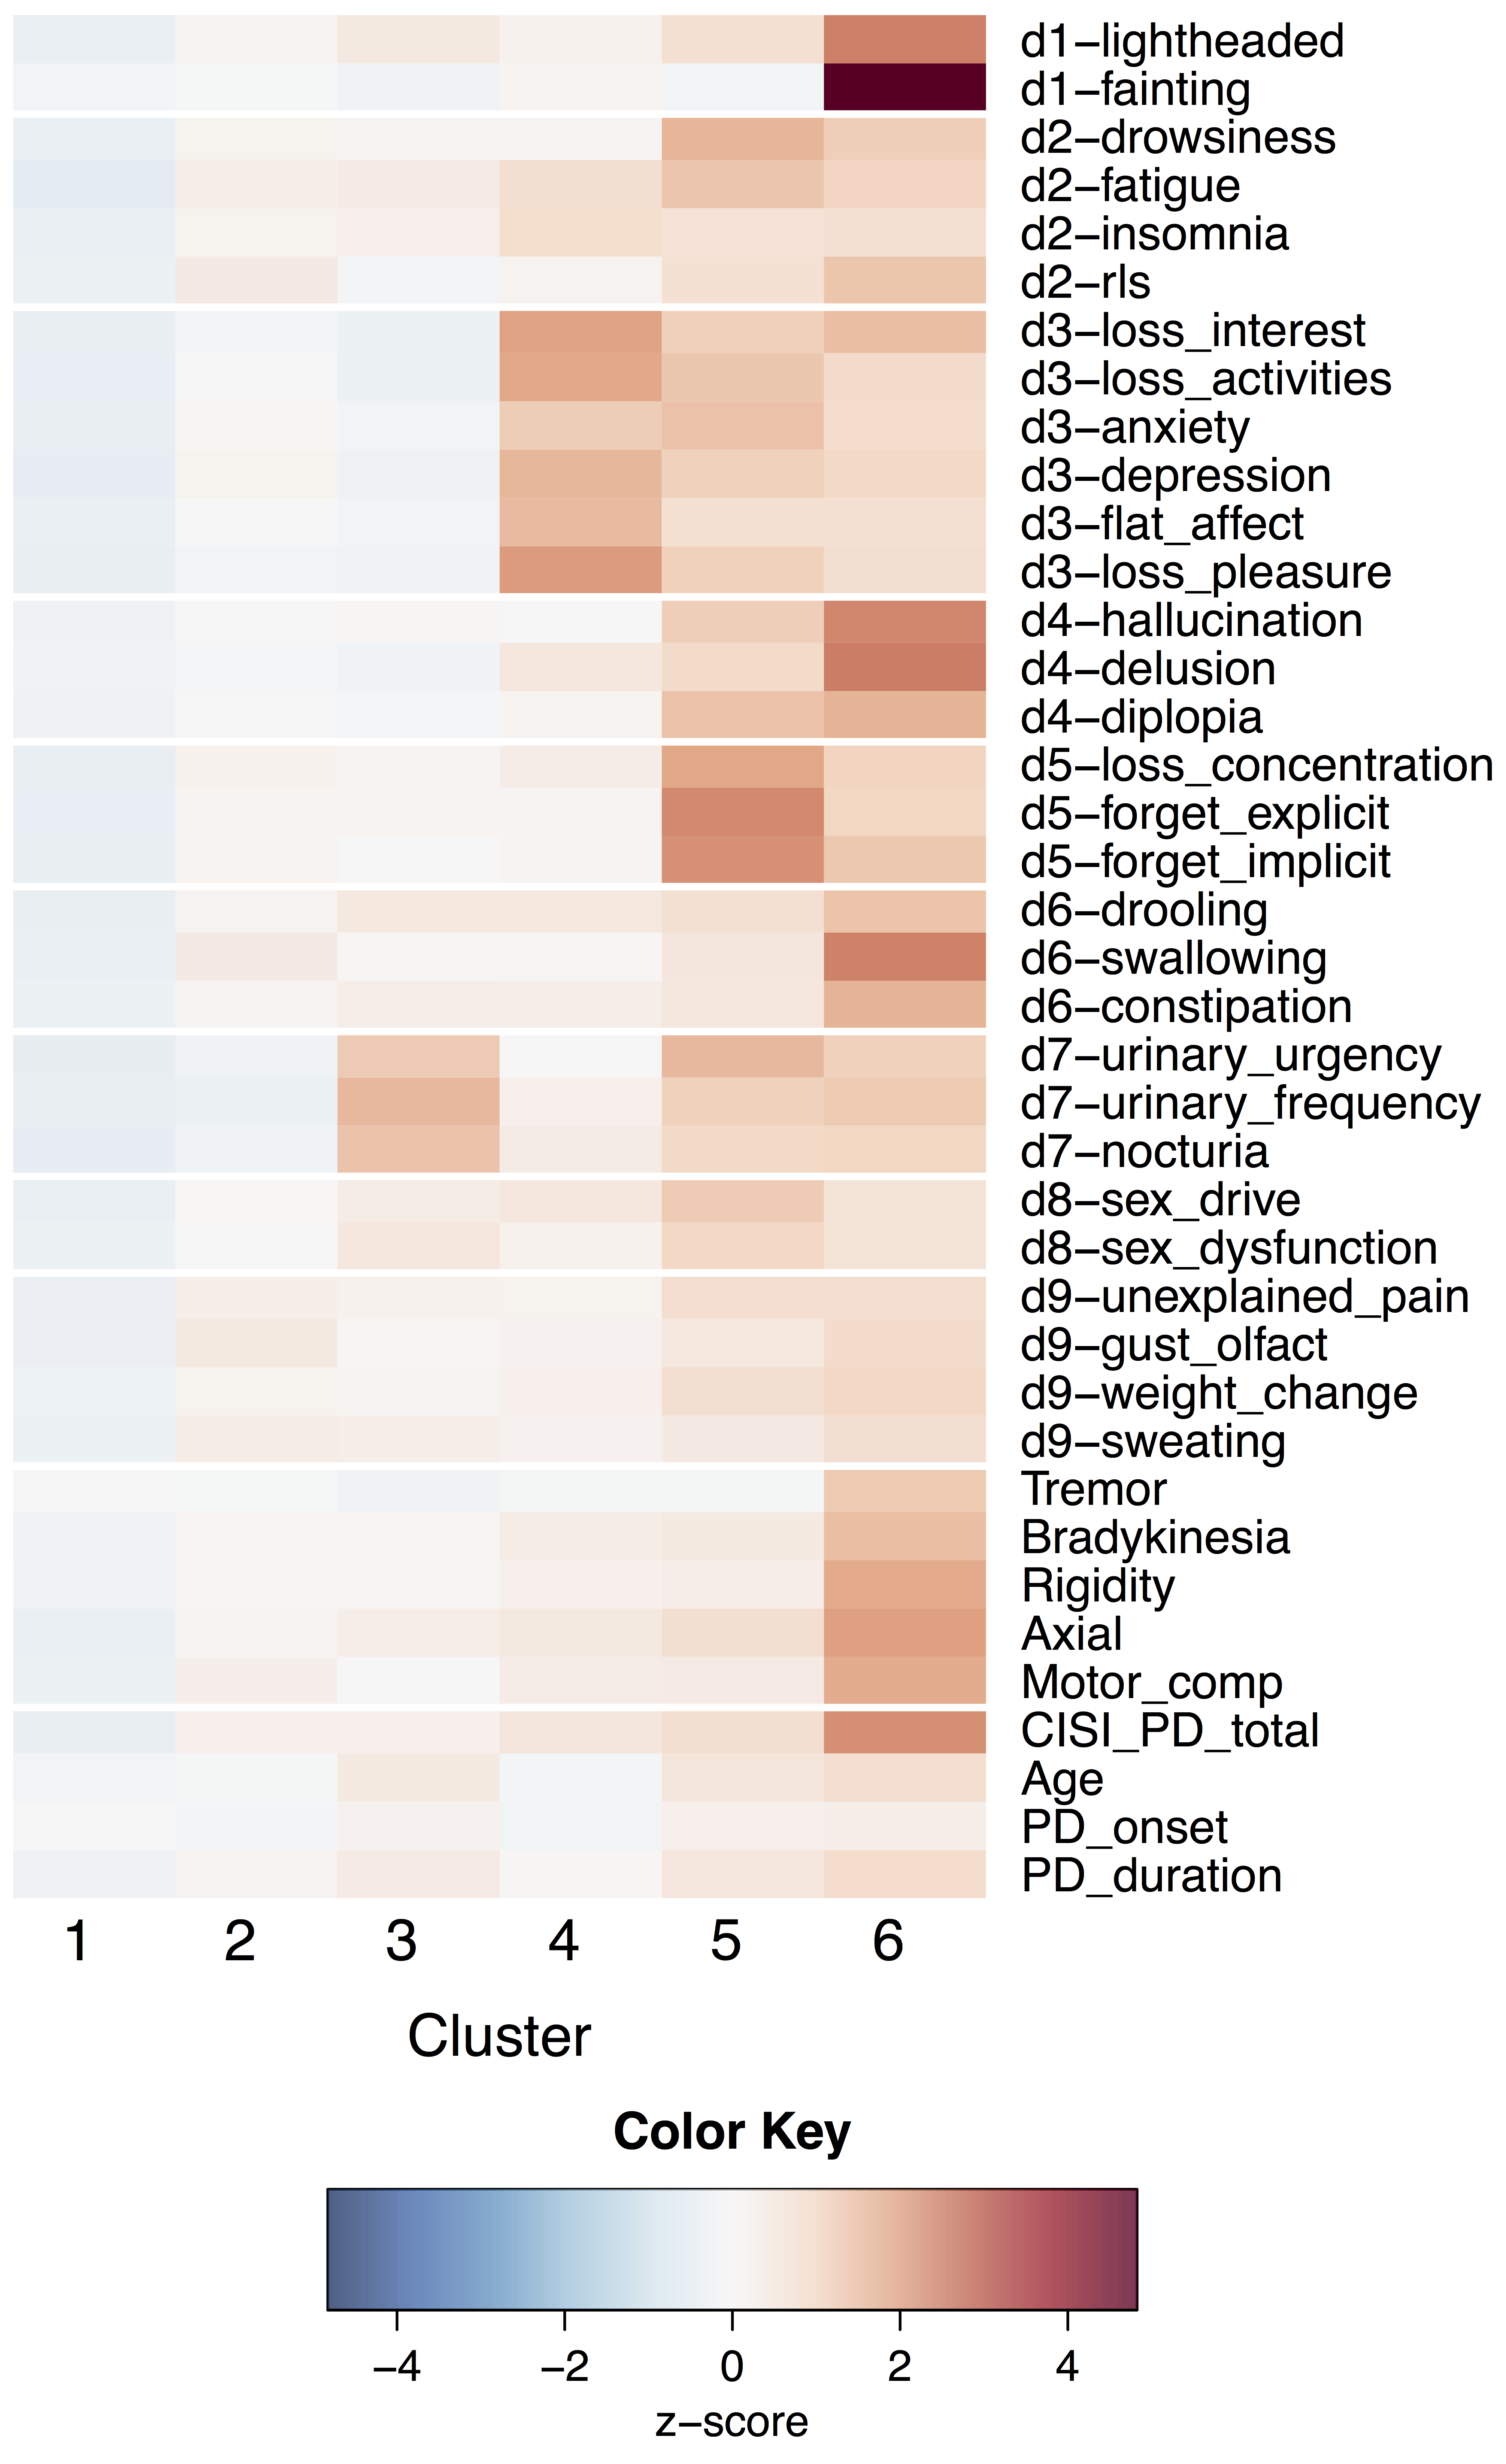 d1−lightheaded
d1−fainting
d2−drowsiness
d2−fatigue
d2−insomnia
d2−rls
d3−loss_interest
d3−loss_activities
d3−anxiety
d3−depression
d3−flat_affect
d3−loss_pleasure
d4−hallucination
d4−delusion
d4−diplopia
d5−loss_concentration
d5−forget_explicit
d5−forget_implicit
d6−drooling
d6−swallowing
d6−constipation
d7−urinary_urgency
d7−urinary_frequency
d7−nocturia
d8−sex_drive
d8−sex_dysfunction
d9−unexplained_pain
d9−gust_olfact
d9−weight_change
d9−sweating
Tremor
Bradykinesia
Rigidity
Axial
Motor_comp
CISI_PD_total
Age
PD_onset
PD_duration
1 2 3 4 5 6
Cluster
Color Key
−4 −2 0 2 4
z−score